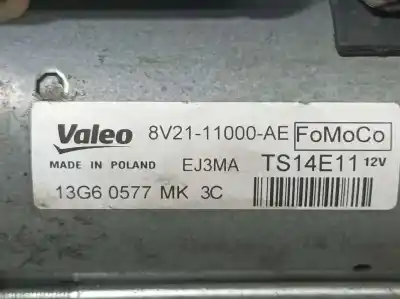 Valeo 8V21-11000-AE FoMoCo
MADE IN POLAND EJ3MA TS14E11 12V
13G6 0577 MK 3C